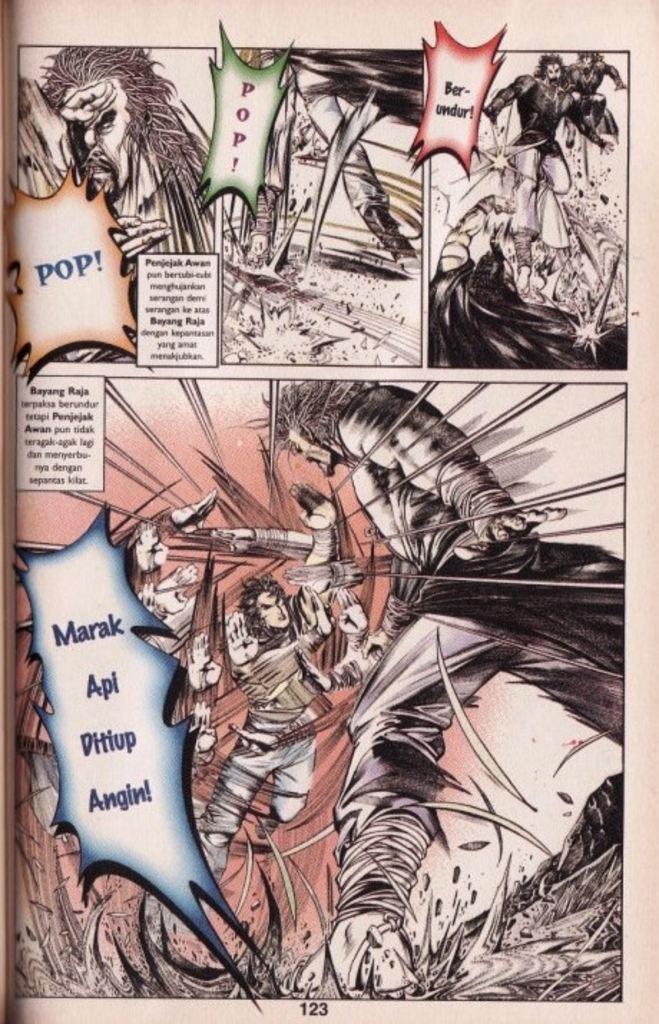 POP!
Penjejak Awan
pun bertubi-tubi
menghujankan
serangan demi
serangan ke atas
Bayang Raja
dengan kepantasan
yang amat
menakjubkan.
POP!
Ber-
undur!
Bayang Raja
terpaksa berundur
tetapi Penjejak
Awan pun tidak
teragak-agak lagi
dan menyerbu-
nya dengan
sepantas kilat.
Marak
Api
Ditiup
Angin!
123